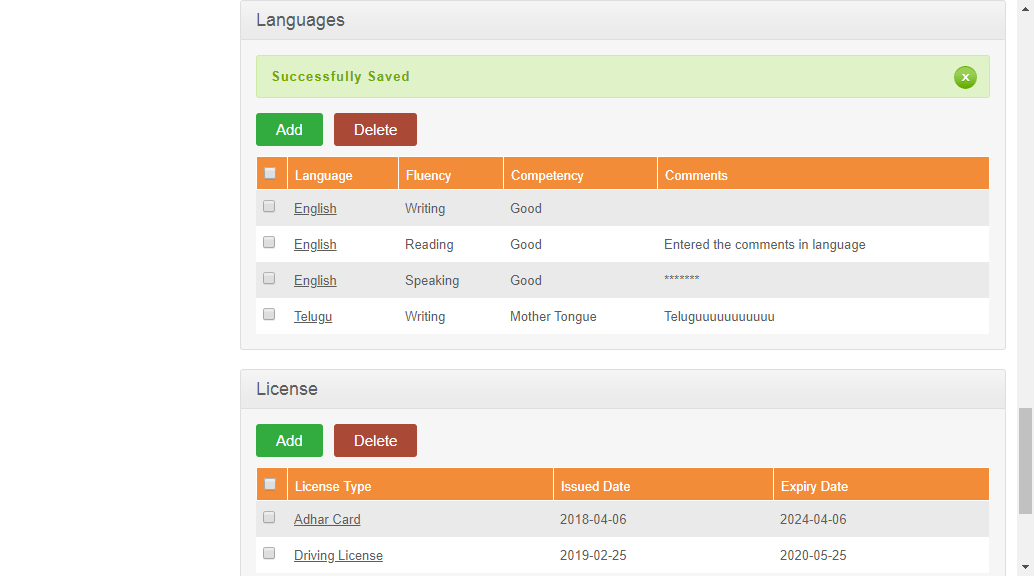 Languages
Successfully Saved
x
Add Delete
Language Fluency Competency Comments
English Writing Good
English Reading Good Entered the comments in language
English Speaking Good *******
Telugu Writing Mother Tongue Teluguuuuuuuuuuu
License
Add Delete
License Type Issued Date Expiry Date
Adhar Card 2018-04-06 2024-04-06
Driving License 2019-02-25 2020-05-25